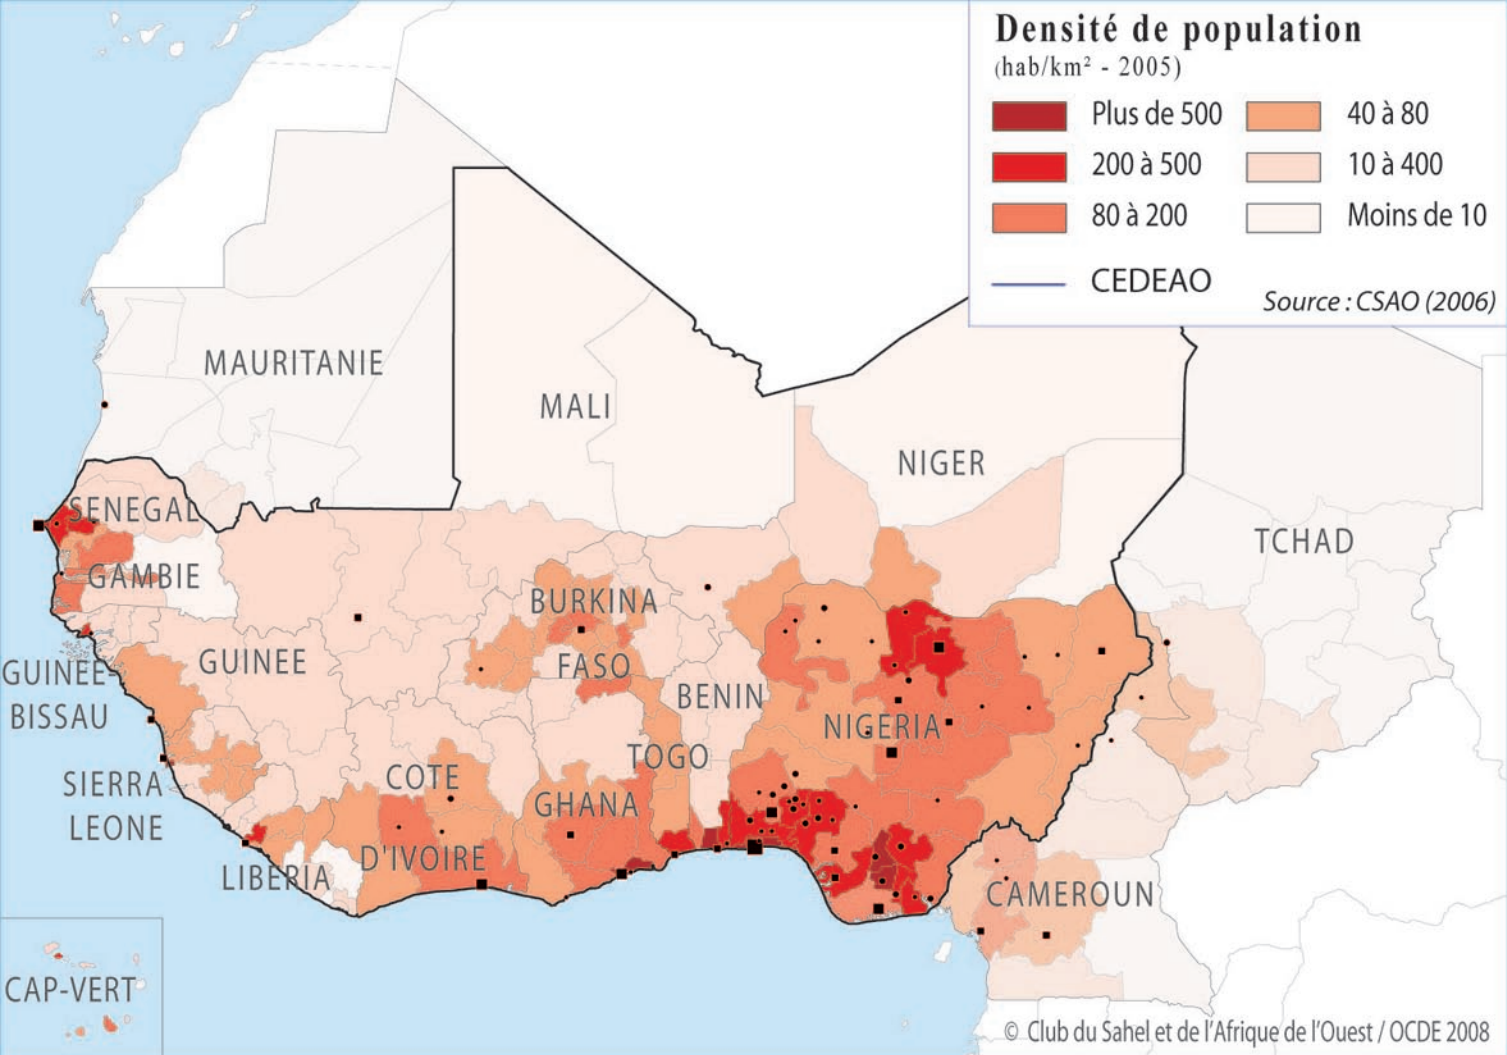 Densité de population
(hab/km² - 2005)
Plus de 500
40 à 80
200 à 500
10 à 400
80 à 200
Moins de 10
CEDEAO
Source : CSAO (2006)
MAURITANIE
MALI
NIGER
SENEGAL
TCHAD
GAMBIE
BURKINA
GUINEE
FASO
GUINEE-
BISSAU
BENIN
NIGERIA
TOGO
SIERRA
LEONE
COTE
GHANA
D'IVOIRE
LIBERIA
CAMEROUN
CAP-VERT
© Club du Sahel et de l'Afrique de l'Ouest / OCDE 2008